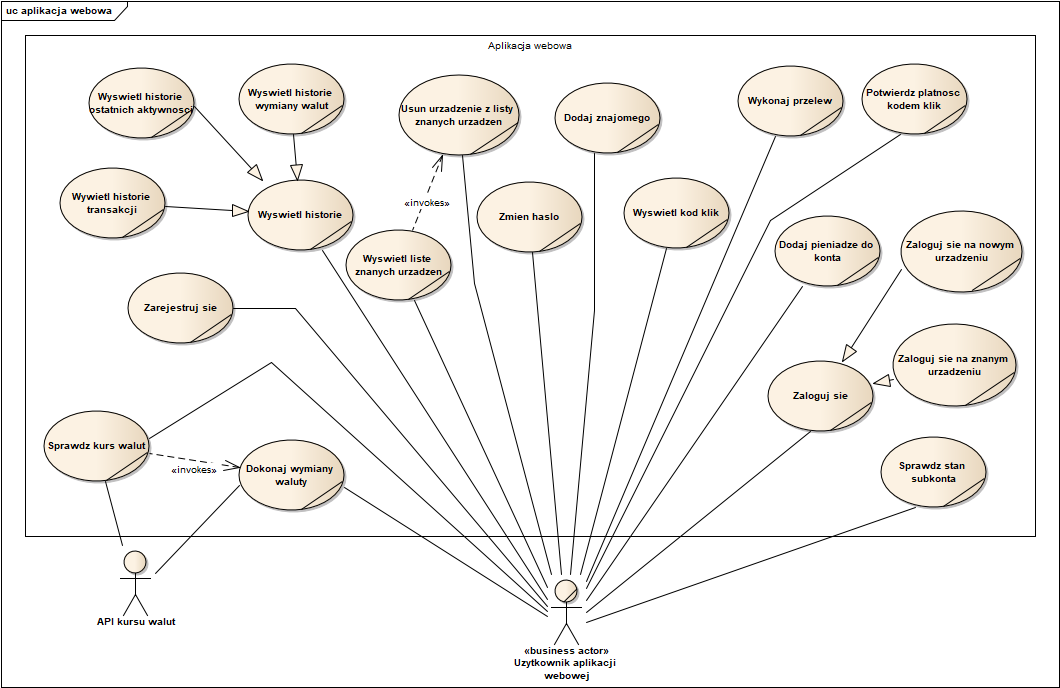 uc aplikacja webowa
Aplikacja webowa
Wyswietl historie
ostatnich aktywnosci
Wyswietl historie
wymiany walut
Usun urzadzenie z listy
znanych urzadzen
Dodaj znajomego
Wykonaj przelew
Potwierdz platnosc
kodem klik
Wywietl historie
transakcji
Wyswietl historie
«invokes»
Zmien haslo
Wyswietl kod klik
Wyswietl liste
znanych urzadzen
Dodaj pieniadze do
konta
Zaloguj sie na nowym
urzadzeniu
Zarejestruj sie
Zaloguj sie na znanym
urzadzeniu
Zaloguj sie
Sprawdz kurs walut
«invokes»
Dokonaj wymiany
waluty
Sprawdz stan
subkonta
API kursu walut
«business actor»
Uzytkownik aplikacji
webowej